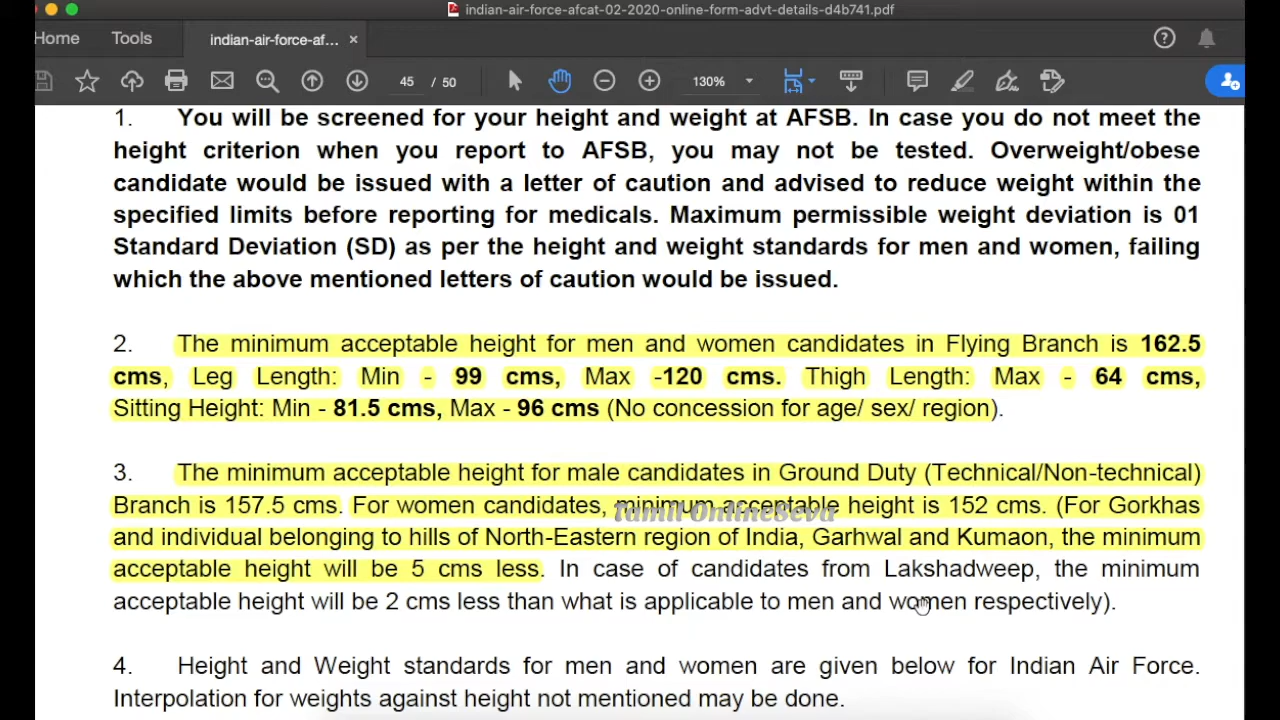 indian-air-force-afcat-02-2020-online-form-advt-details-d4b741.pdf
Home Tools indian-air-force-af... ×
45 / 50 130%
1. You will be screened for your height and weight at AFSB. In case you do not meet the
height criterion when you report to AFSB, you may not be tested. Overweight/obese
candidate would be issued with a letter of caution and advised to reduce weight within the
specified limits before reporting for medicals. Maximum permissible weight deviation is 01
Standard Deviation (SD) as per the height and weight standards for men and women, failing
which the above mentioned letters of caution would be issued.
2. The minimum acceptable height for men and women candidates in Flying Branch is 162.5
cms, Leg Length: Min - 99 cms, Max -120 cms. Thigh Length: Max - 64 cms,
Sitting Height: Min - 81.5 cms, Max - 96 cms (No concession for age/ sex/ region).
3. The minimum acceptable height for male candidates in Ground Duty (Technical/Non-technical)
Branch is 157.5 cms. For women candidates, minimum acceptable height is 152 cms. (For Gorkhas
Tamil OnlineSeva
and individual belonging to hills of North-Eastern region of India, Garhwal and Kumaon, the minimum
acceptable height will be 5 cms less. In case of candidates from Lakshadweep, the minimum
acceptable height will be 2 cms less than what is applicable to men and women respectively).
4. Height and Weight standards for men and women are given below for Indian Air Force.
Interpolation for weights against height not mentioned may be done.